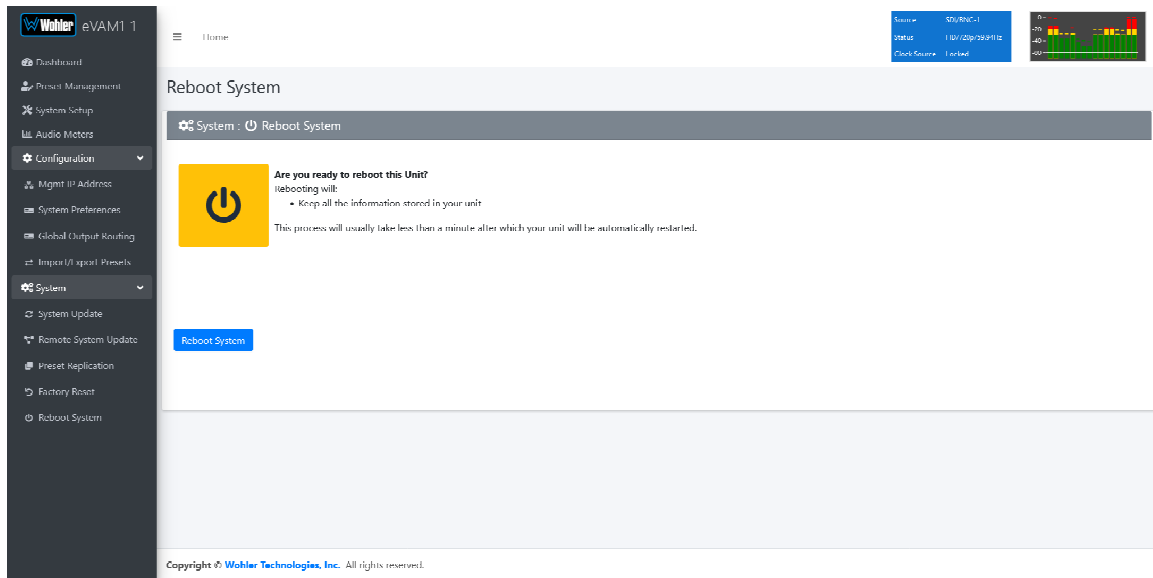 Wohler eVAM1 1
Dashboard
Preset Management
System Setup
Audio Meters
Configuration
Mgmt IP Address
System Preferences
Global Output Routing
Import/Export Presets
System
System Update
Remote System Update
Preset Replication
Factory Reset
Reboot System
Home
Source SDI/BNC-1
Status HD/720p/59.94Hz
Clock Source Locked
0
-20
-40
-60
Reboot System
System : Reboot System
Are you ready to reboot this Unit?
Rebooting will:
• Keep all the information stored in your unit
This process will usually take less than a minute after which your unit will be automatically restarted.
Reboot System
Copyright © Wohler Technologies, Inc. All rights reserved.